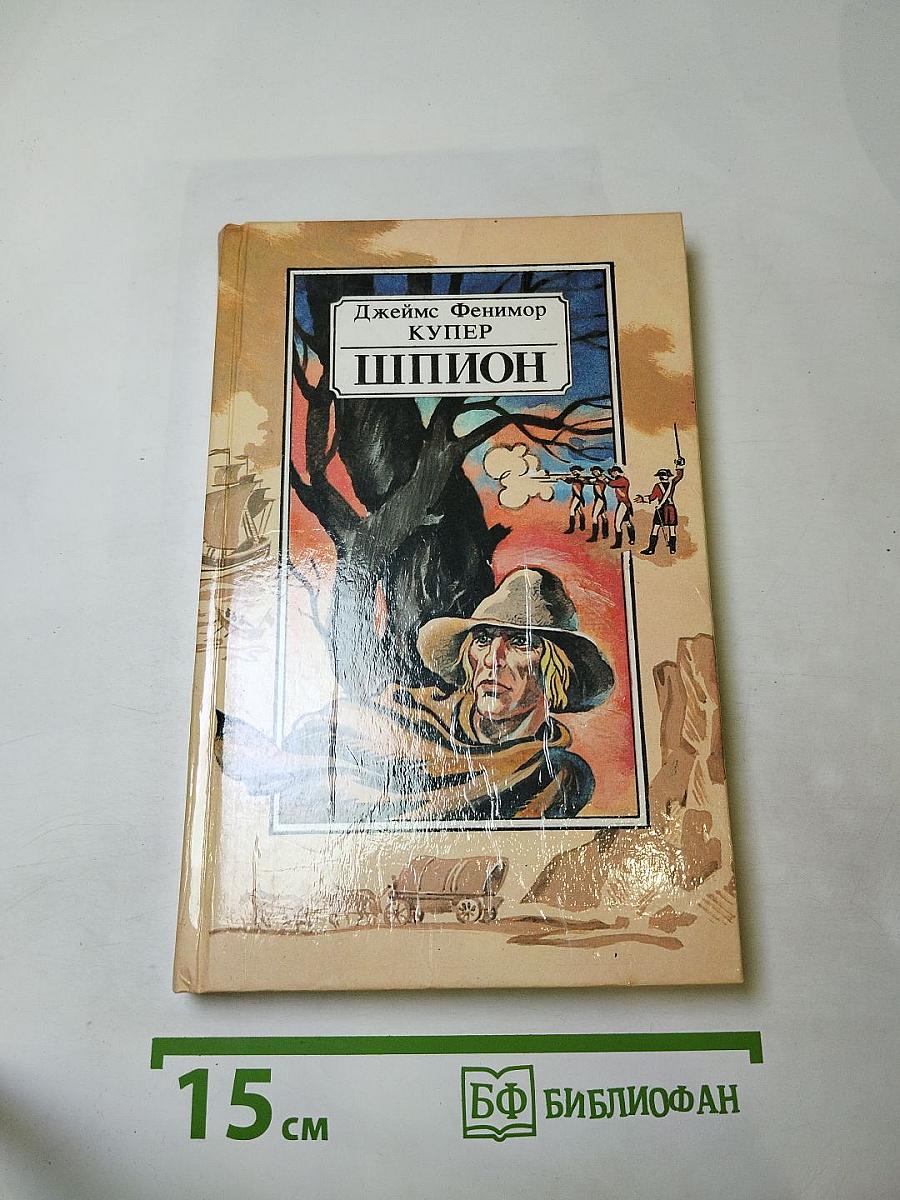 Джеймс Фенимор
КУПЕР
ШПИОН
15 см
БФ БИБЛИОФАН